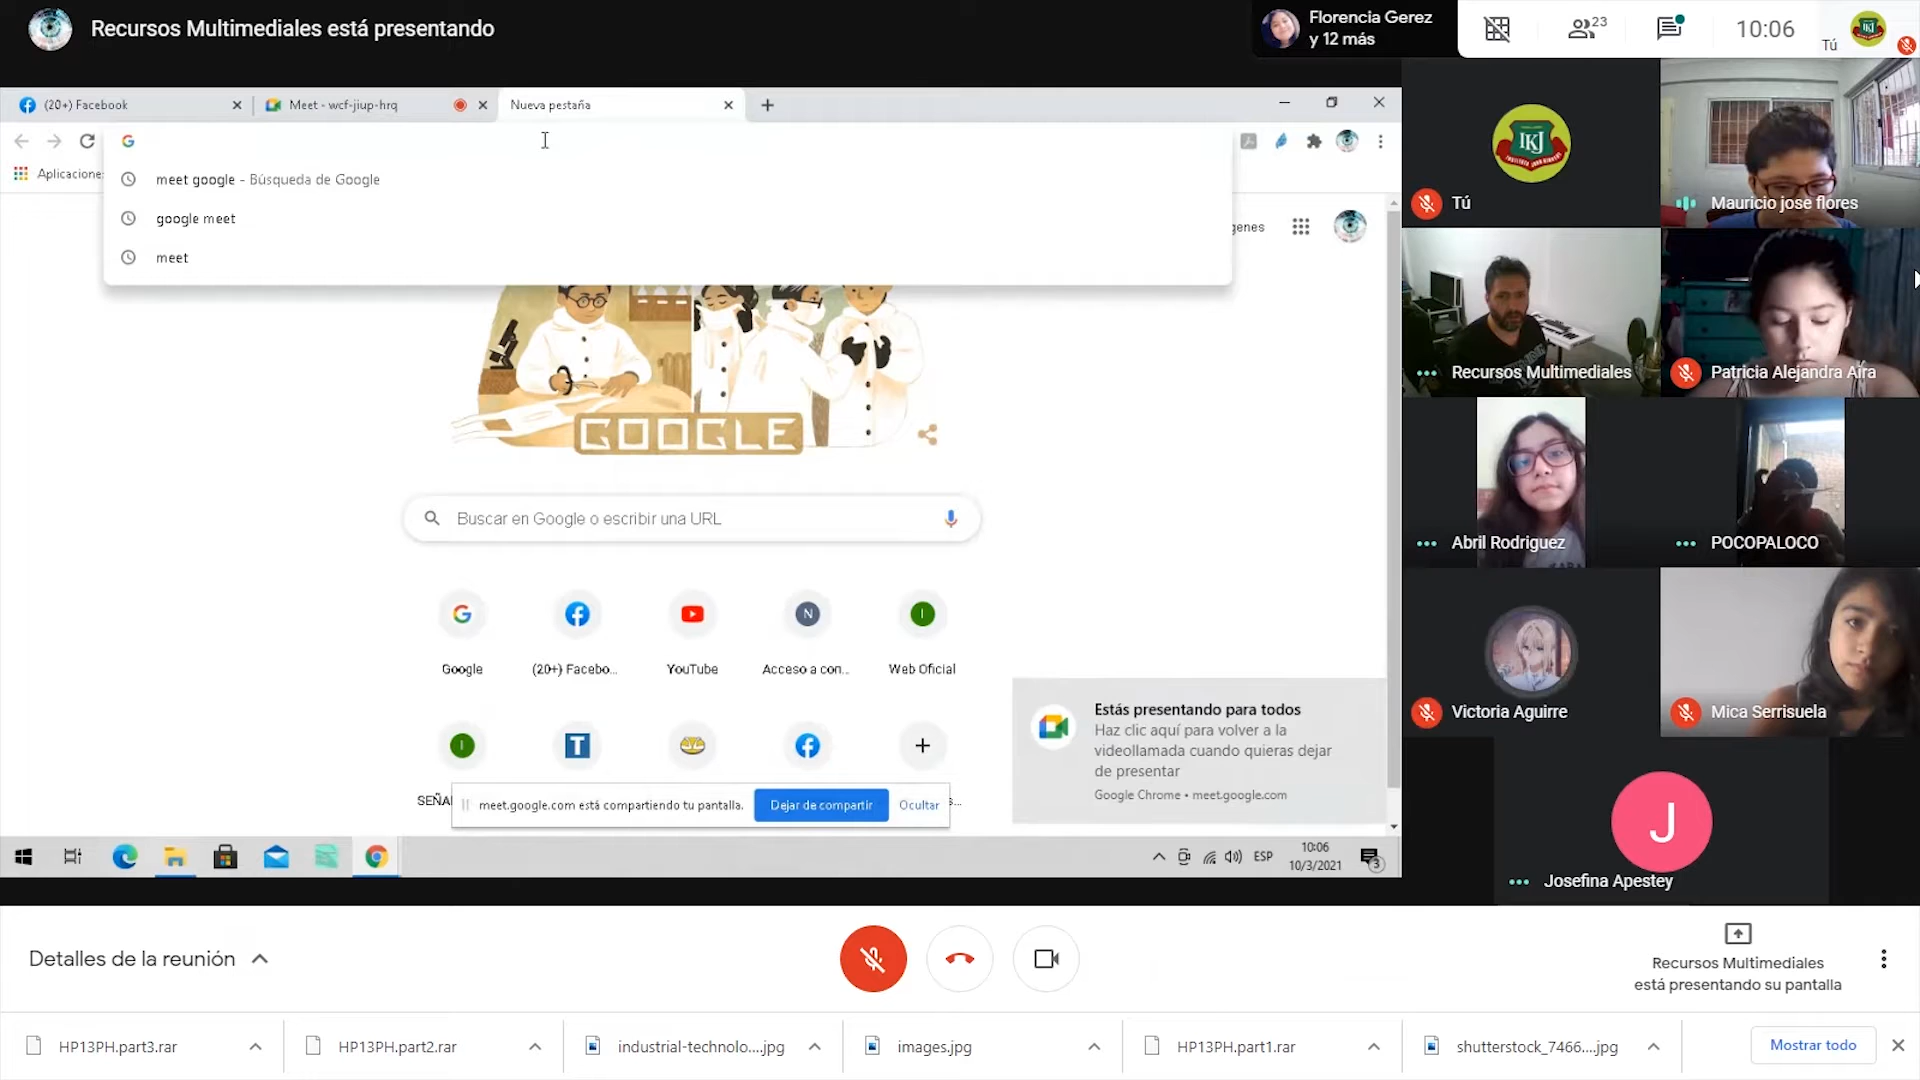 Recursos Multimediales está presentando
Florencia Gerez
y 12 más
23
10:06
Tú
(20+) Facebook
Meet - wcf-jiup-hrq
Nueva pestaña
Aplicacione
meet google - Búsqueda de Google
google meet
meet
genes
GOOGLE
Buscar en Google o escribir una URL
Google
(20+) Facebo...
YouTube
N
Acceso a con...
I
Web Oficial
I
T
SEÑA
s...
meet.google.com está compartiendo tu pantalla.
Dejar de compartir
Ocultar
Estás presentando para todos
Haz clic aquí para volver a la
videollamada cuando quieras dejar
de presentar
Google Chrome • meet.google.com
ESP
10:06
10/3/2021
3
IKJ
Tú
Mauricio jose flores
Recursos Multimediales
Patricia Alejandra Aira
Abril Rodriguez
POCOPALOCO
Victoria Aguirre
Mica Serrisuela
J
Josefina Apestey
Detalles de la reunión
Recursos Multimediales
está presentando su pantalla
HP13PH.part3.rar
HP13PH.part2.rar
industrial-technolo....jpg
images.jpg
HP13PH.part1.rar
shutterstock_7466....jpg
Mostrar todo